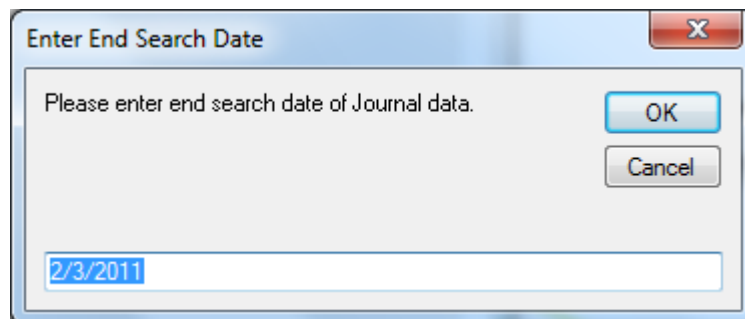 Enter End Search Date
Please enter end search date of Journal data.
OK
Cancel
2/3/2011